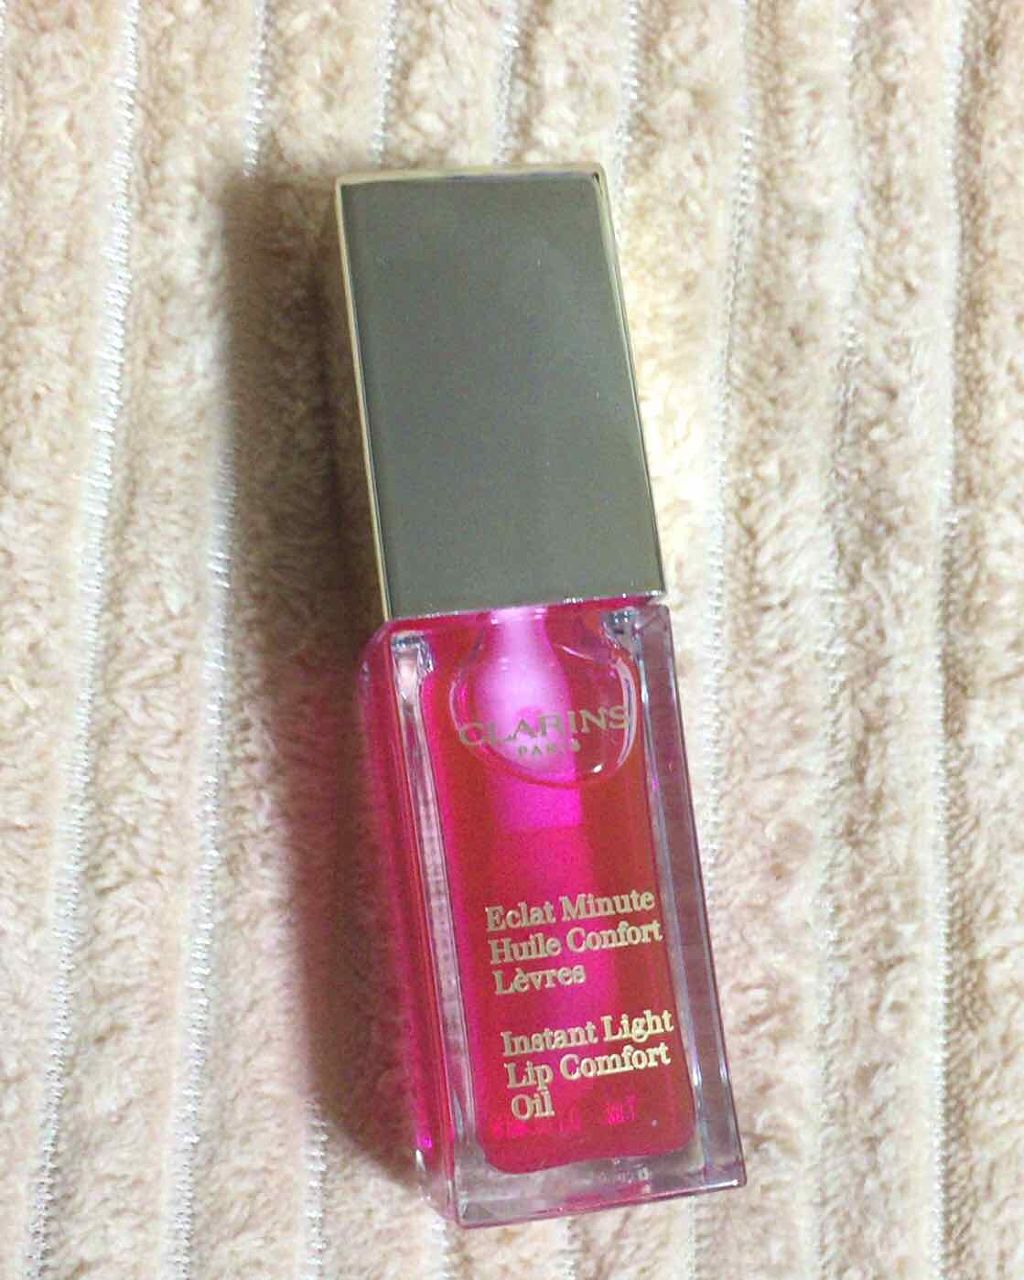 CLARINS
PARIS
Eclat Minute
Huile Confort
Lèvres
Instant Light
Lip Comfort
Oil